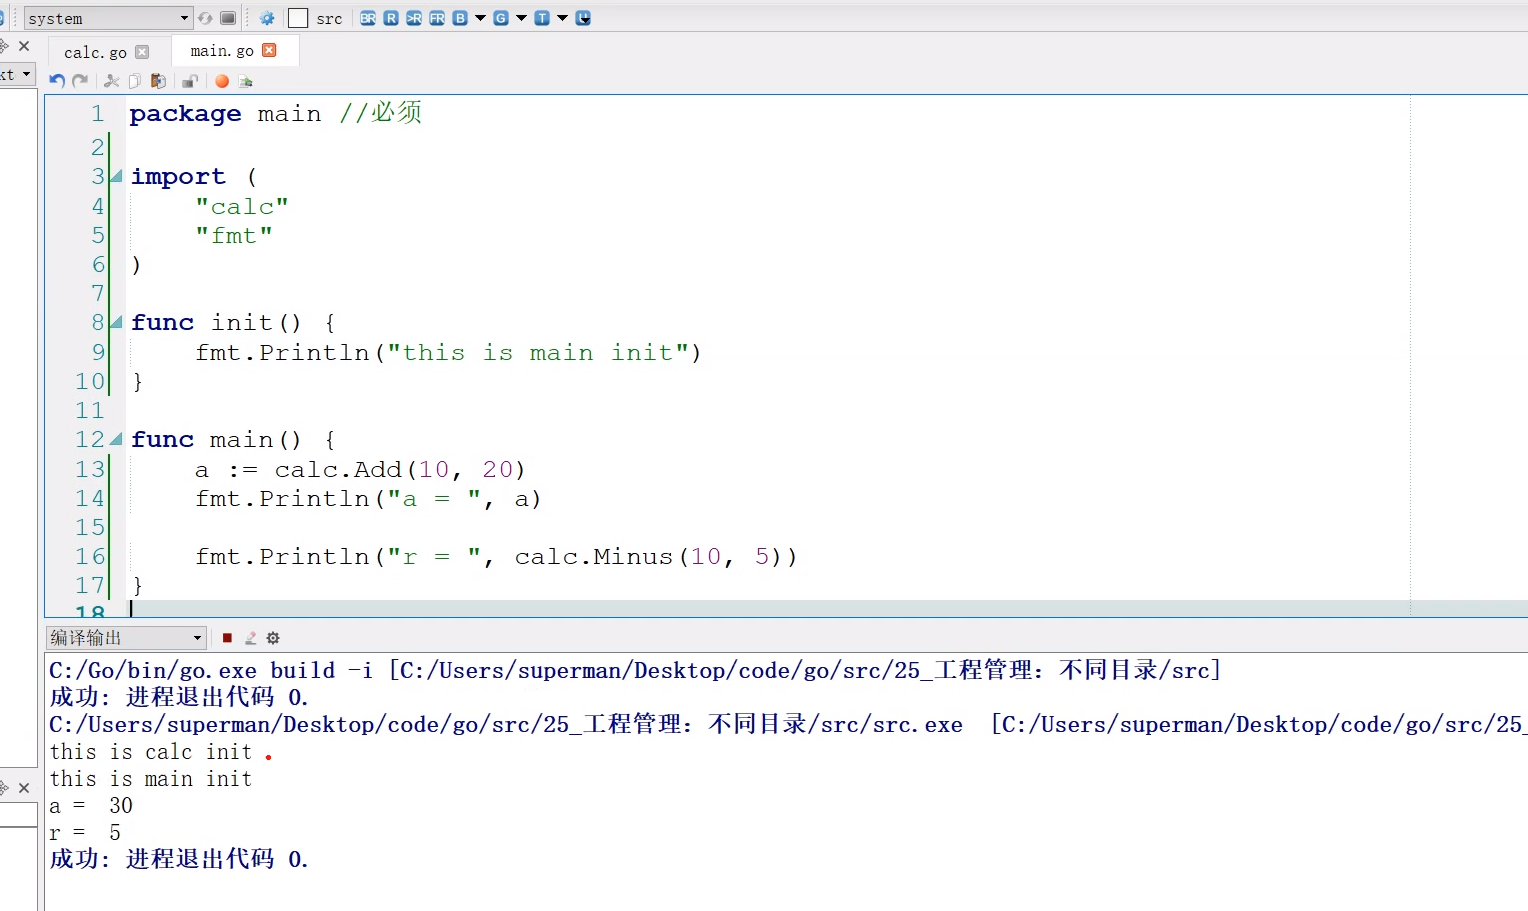 system src BR R >R FR B G T
calc.go main.go
xt
1 package main //必须
2
3 import (
4     "calc"
5     "fmt"
6 )
7
8 func init() {
9     fmt.Println("this is main init")
10 }
11
12 func main() {
13     a := calc.Add(10, 20)
14     fmt.Println("a = ", a)
15
16     fmt.Println("r = ", calc.Minus(10, 5))
17 }
18
编译输出
C:/Go/bin/go.exe build -i [C:/Users/superman/Desktop/code/go/src/25_工程管理：不同目录/src]
成功: 进程退出代码 0.
C:/Users/superman/Desktop/code/go/src/25_工程管理：不同目录/src/src.exe  [C:/Users/superman/Desktop/code/go/src/25_
this is calc init
this is main init
a =  30
r =  5
成功: 进程退出代码 0.